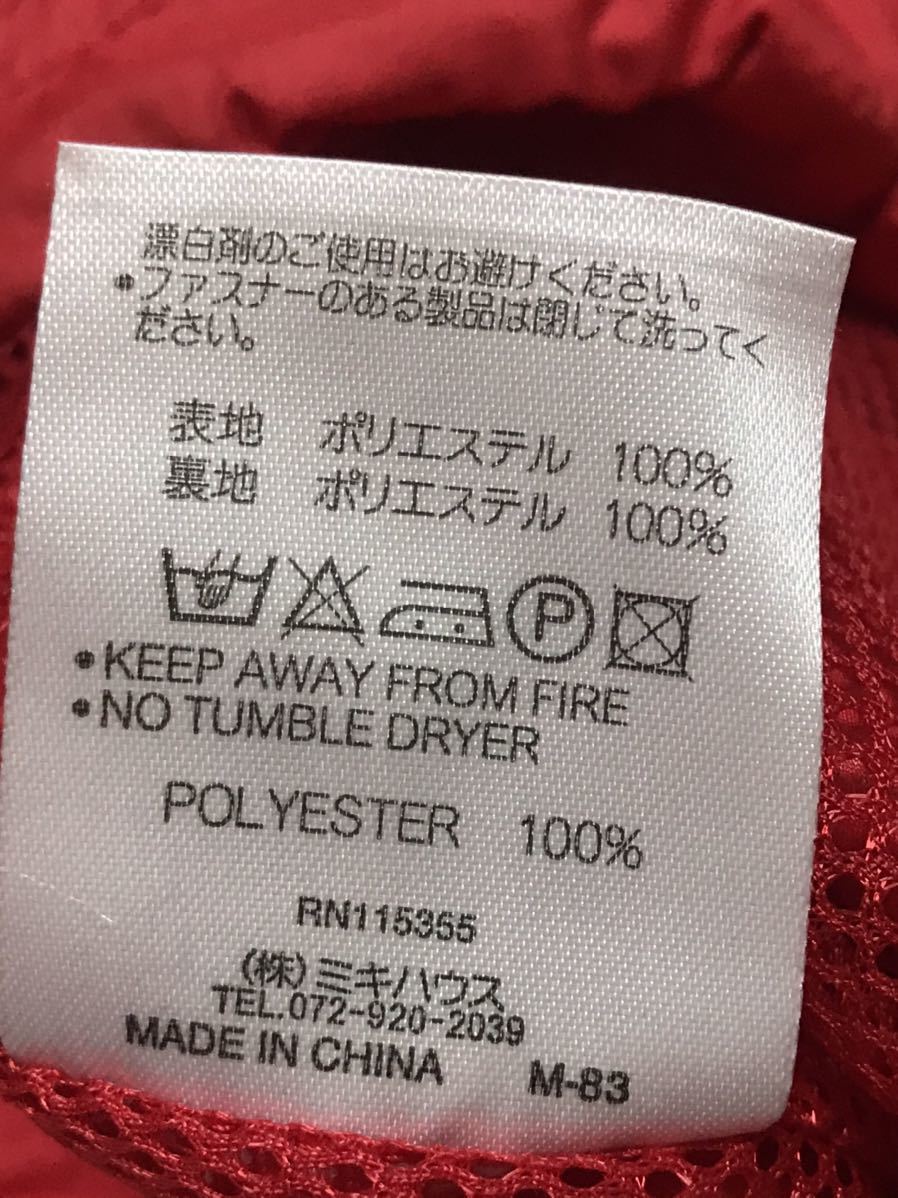 漂白剤のご使用はお避けください。
•ファスナーのある製品は閉じて洗ってく
ださい。
表地 ポリエステル 100%
裏地 ポリエステル 100%
P
•KEEP AWAY FROM FIRE
•NO TUMBLE DRYER
POLYESTER 100%
RN115355
(株)ミキハウス
TEL.072-920-2039
MADE IN CHINA M-83